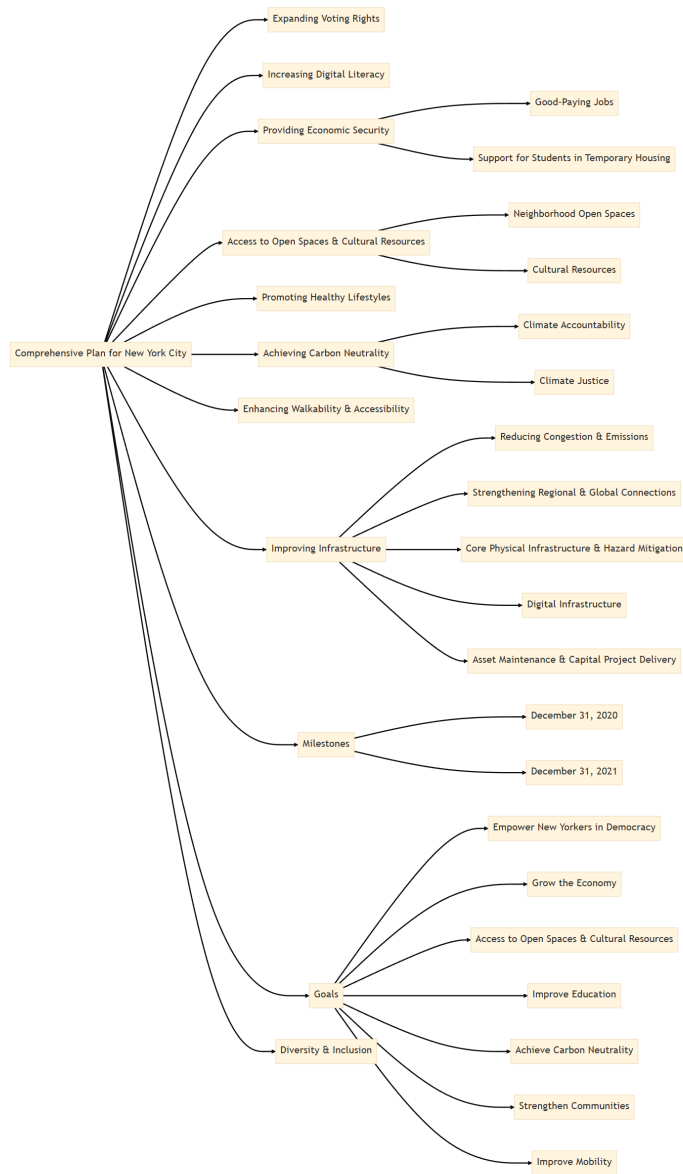 Expanding Voting Rights
Increasing Digital Literacy
Good-Paying Jobs
Providing Economic Security
Support for Students in Temporary Housing
Neighborhood Open Spaces
Access to Open Spaces & Cultural Resources
Cultural Resources
Promoting Healthy Lifestyles
Climate Accountability
Comprehensive Plan for New York City
Achieving Carbon Neutrality
Climate Justice
Enhancing Walkability & Accessibility
Reducing Congestion & Emissions
Strengthening Regional & Global Connections
Improving Infrastructure
Core Physical Infrastructure & Hazard Mitigation
Digital Infrastructure
Asset Maintenance & Capital Project Delivery
December 31, 2020
Milestones
December 31, 2021
Empower New Yorkers in Democracy
Grow the Economy
Access to Open Spaces & Cultural Resources
Goals
Improve Education
Diversity & Inclusion
Achieve Carbon Neutrality
Strengthen Communities
Improve Mobility